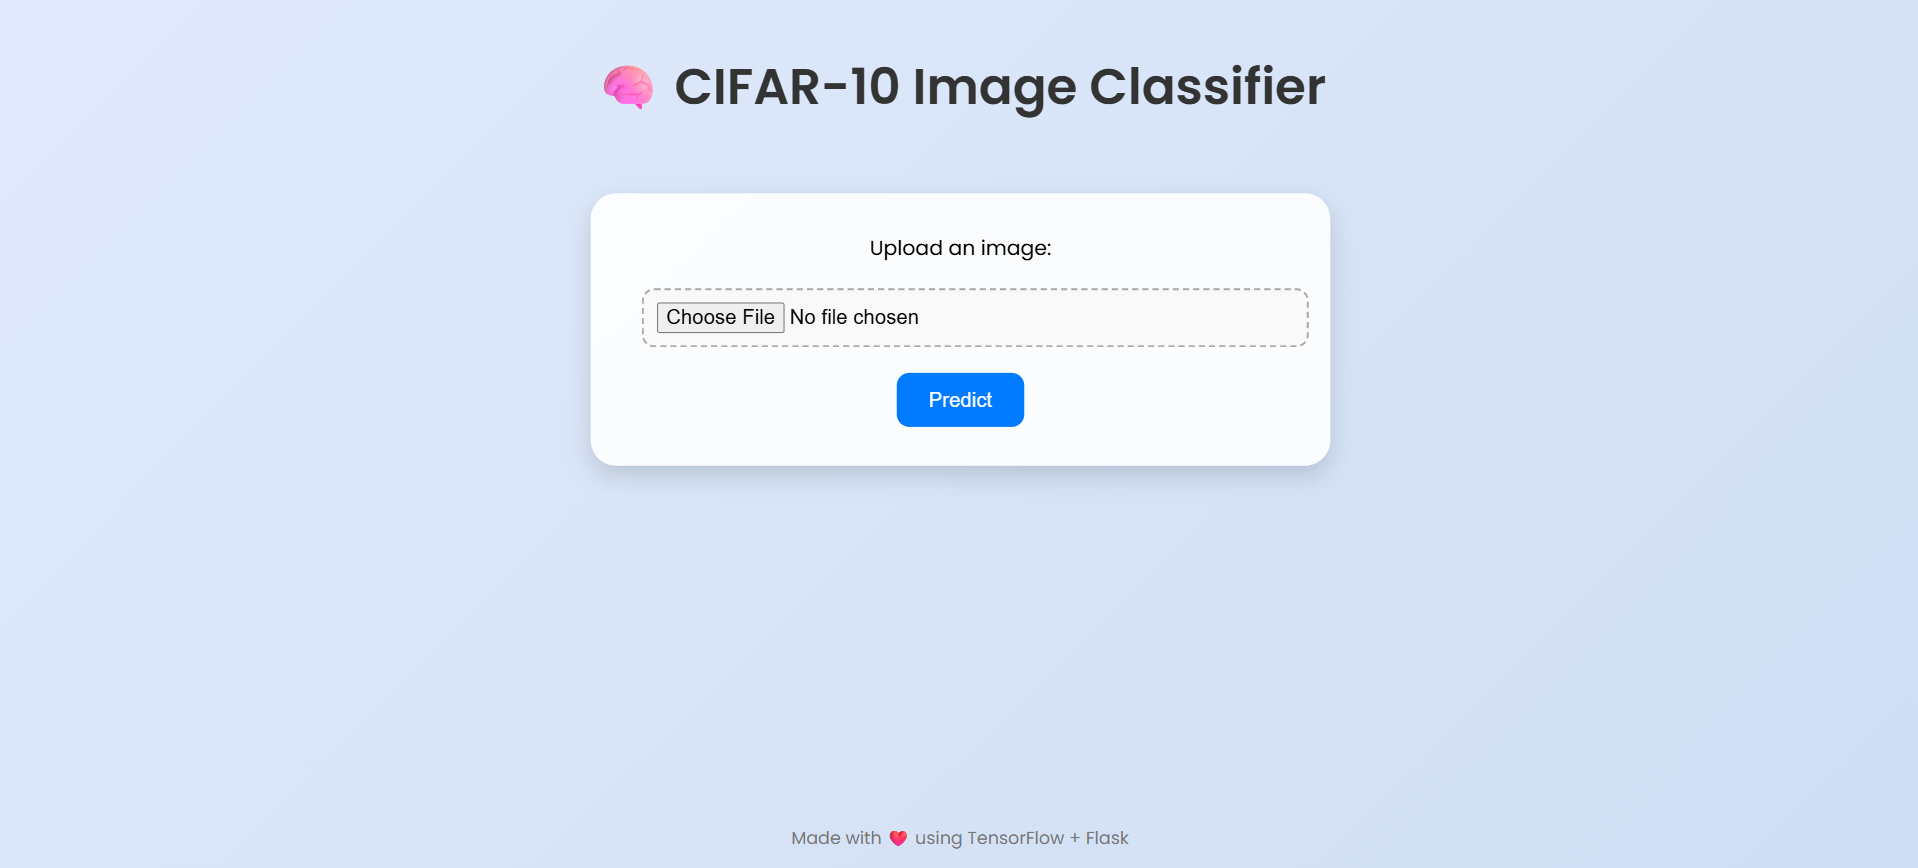 🧠 CIFAR-10 Image Classifier
Upload an image:
Choose File No file chosen
Predict
Made with ❤️ using TensorFlow + Flask